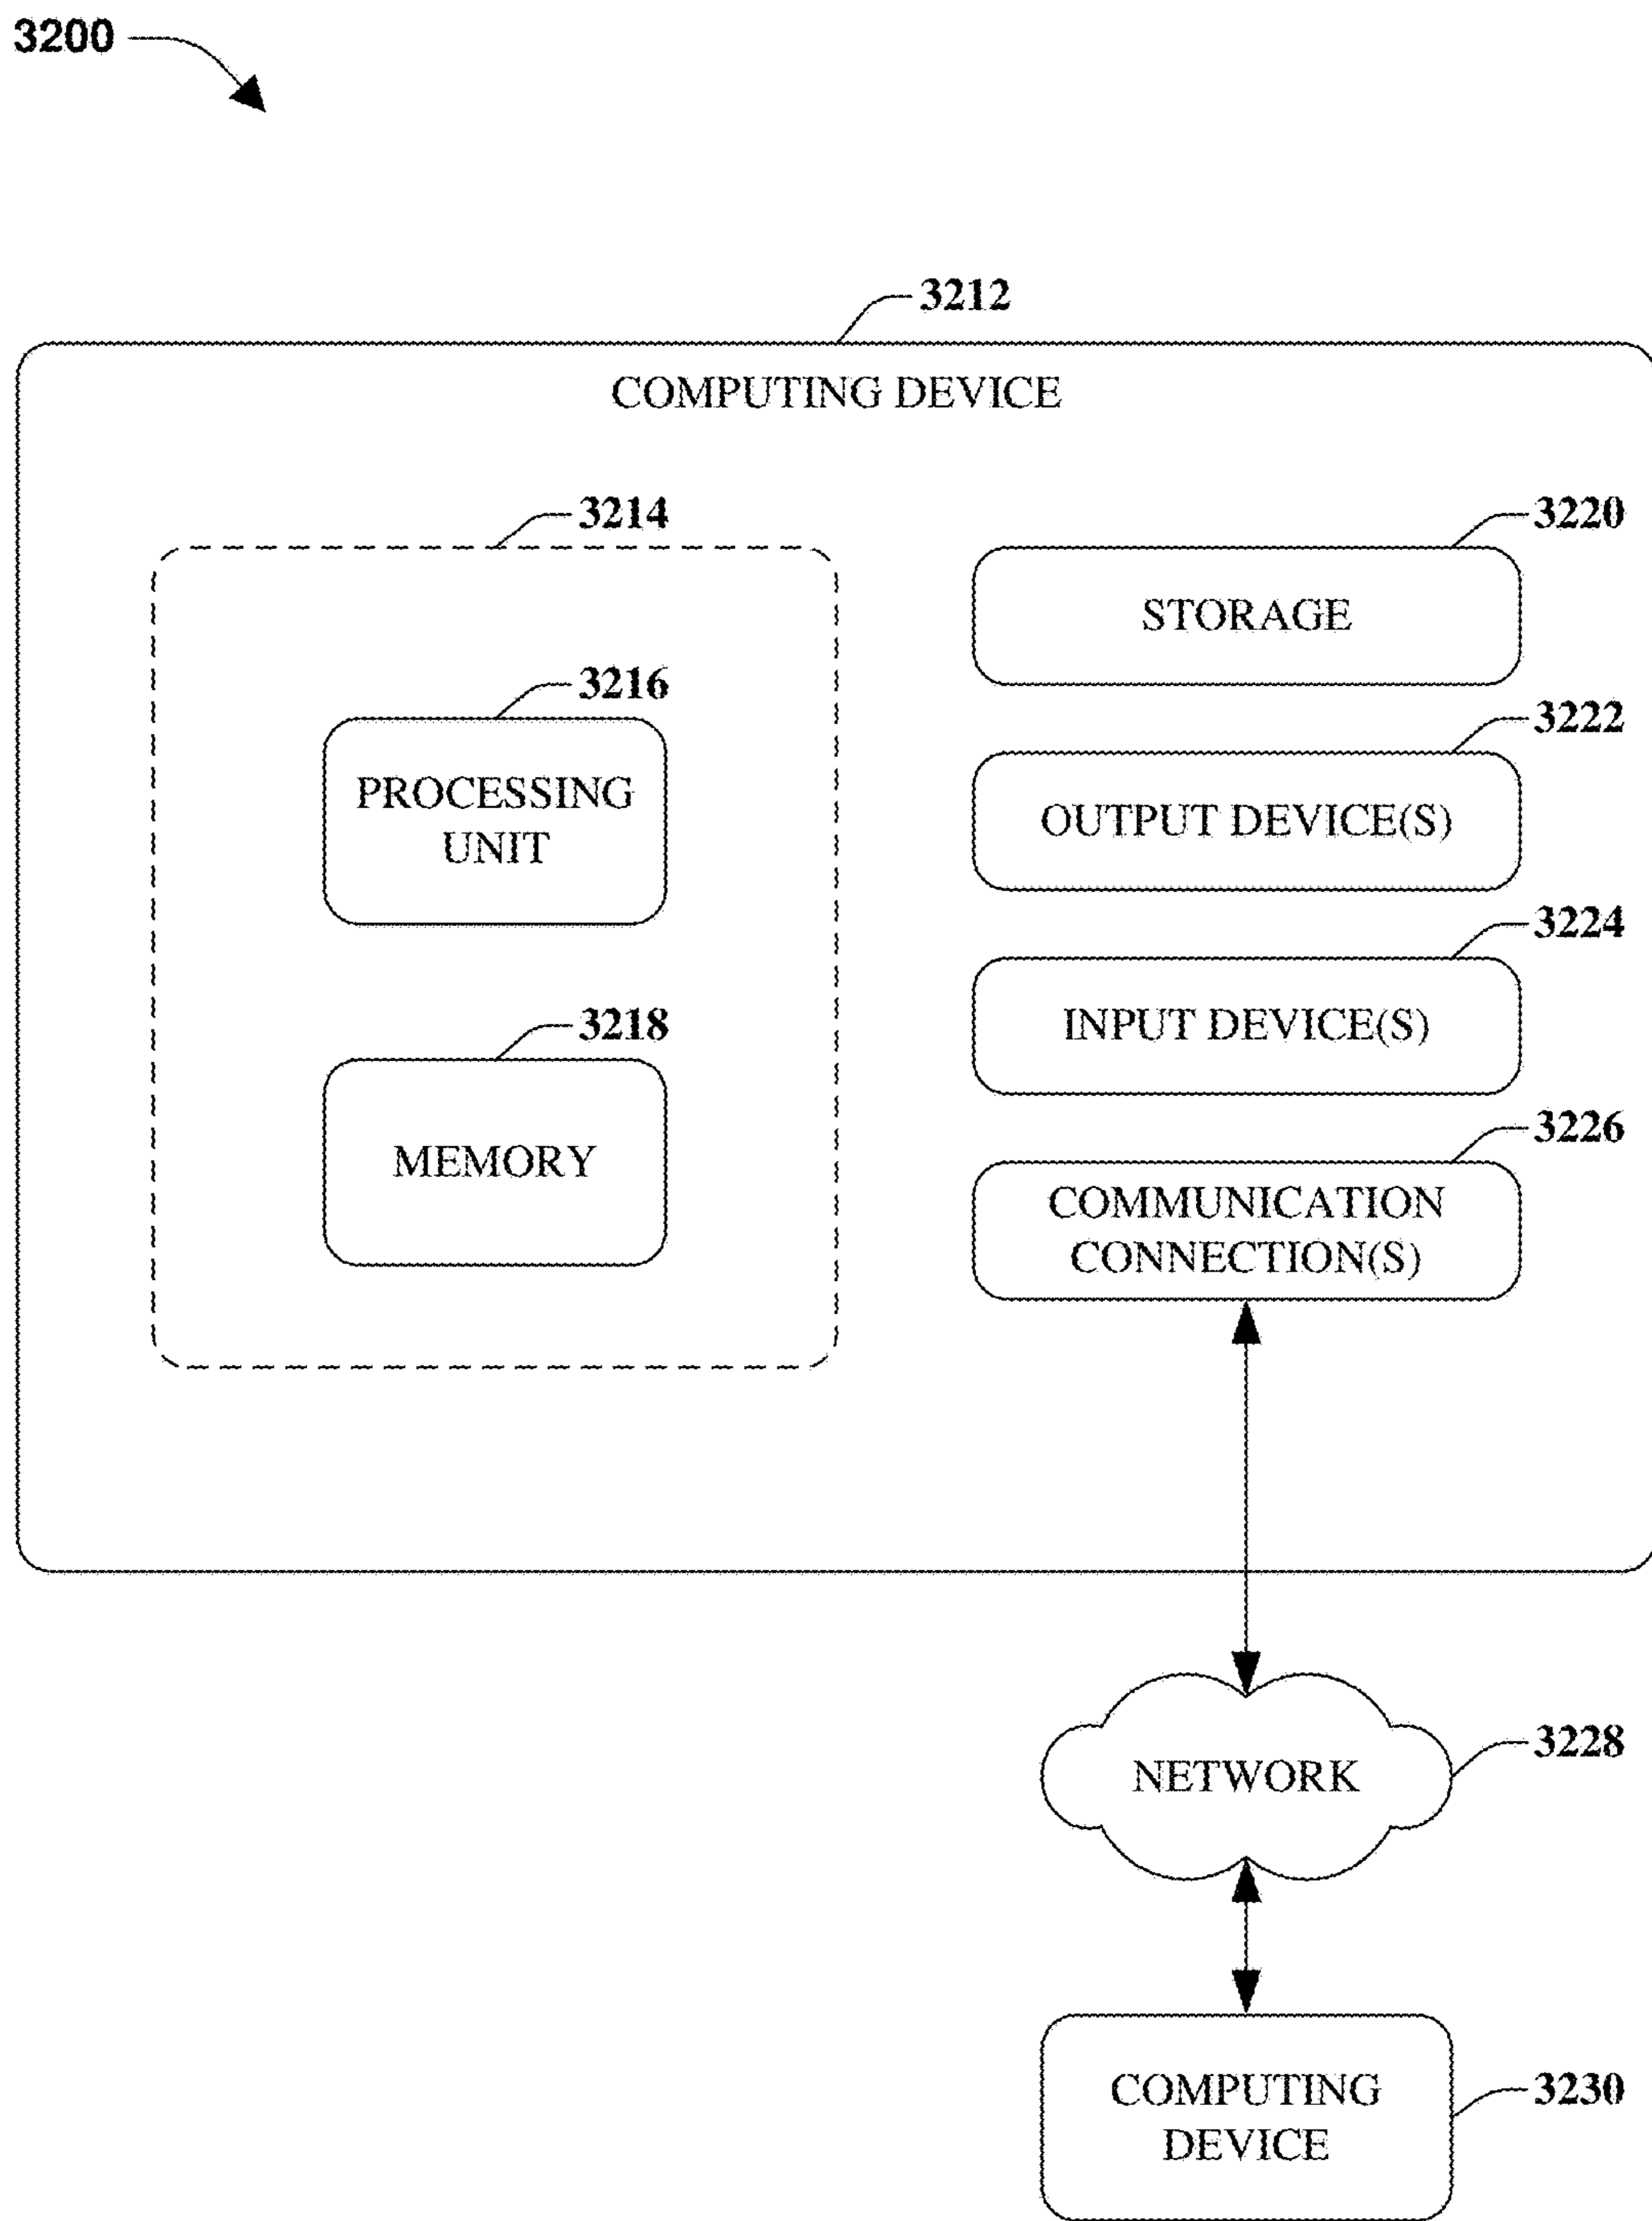 3200
3212
COMPUTING DEVICE
3214
3220
STORAGE
3216
3222
PROCESSING
UNIT
OUTPUT DEVICE(S)
3224
3218
INPUT DEVICE(S)
3226
MEMORY
COMMUNICATION
CONNECTION(S)
3228
NETWORK
3230
COMPUTING
DEVICE